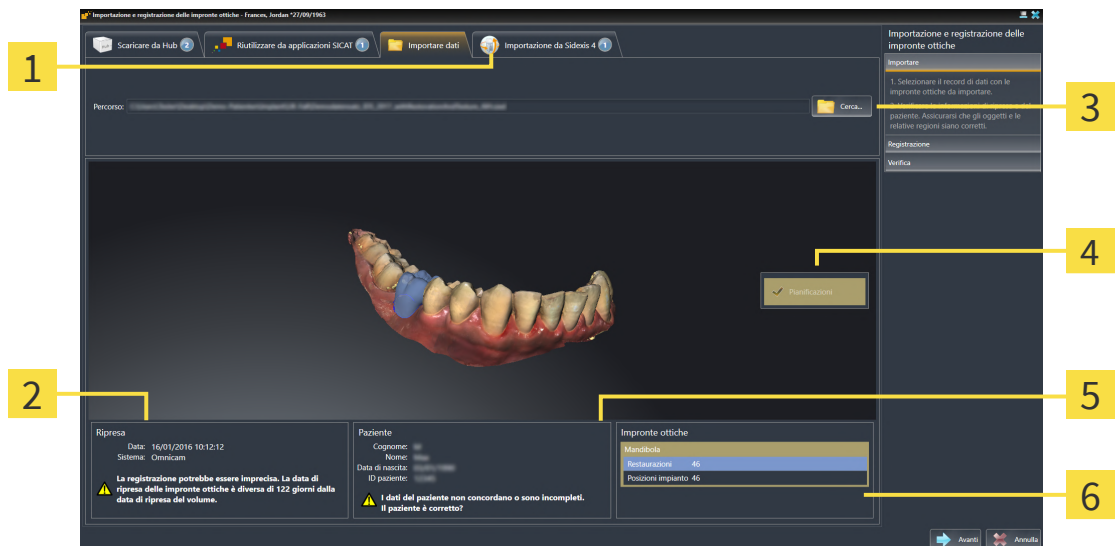 Importazione e registrazione delle impronte ottiche - Frances, Jordan *27/09/1963
Scaricare da Hub 2
Riutilizzare da applicazioni SICAT 1
Importare dati
Importazione da Sidexis 4 1
Percorso:
Cerca...
Pianificazioni
Ripresa
Data: 16/01/2016 10:12:12
Sistema: Omnicam
La registrazione potrebbe essere imprecisa. La data di
ripresa delle impronte ottiche è diversa di 122 giorni dalla
data di ripresa del volume.
Paziente
Cognome:
Nome:
Data di nascita:
ID paziente:
I dati del paziente non concordano o sono incompleti.
Il paziente è corretto?
Impronte ottiche
Mandibola
Restaurazioni 46
Posizioni impianto 46
Importazione e registrazione delle
impronte ottiche
Importare
1. Selezionare il record di dati con le
impronte ottiche da importare.
paziente. Assicurarsi che gli oggetti e le
relative regioni siano corretti.
Registrazione
Verifica
Avanti
Annulla
1
2
3
4
5
6